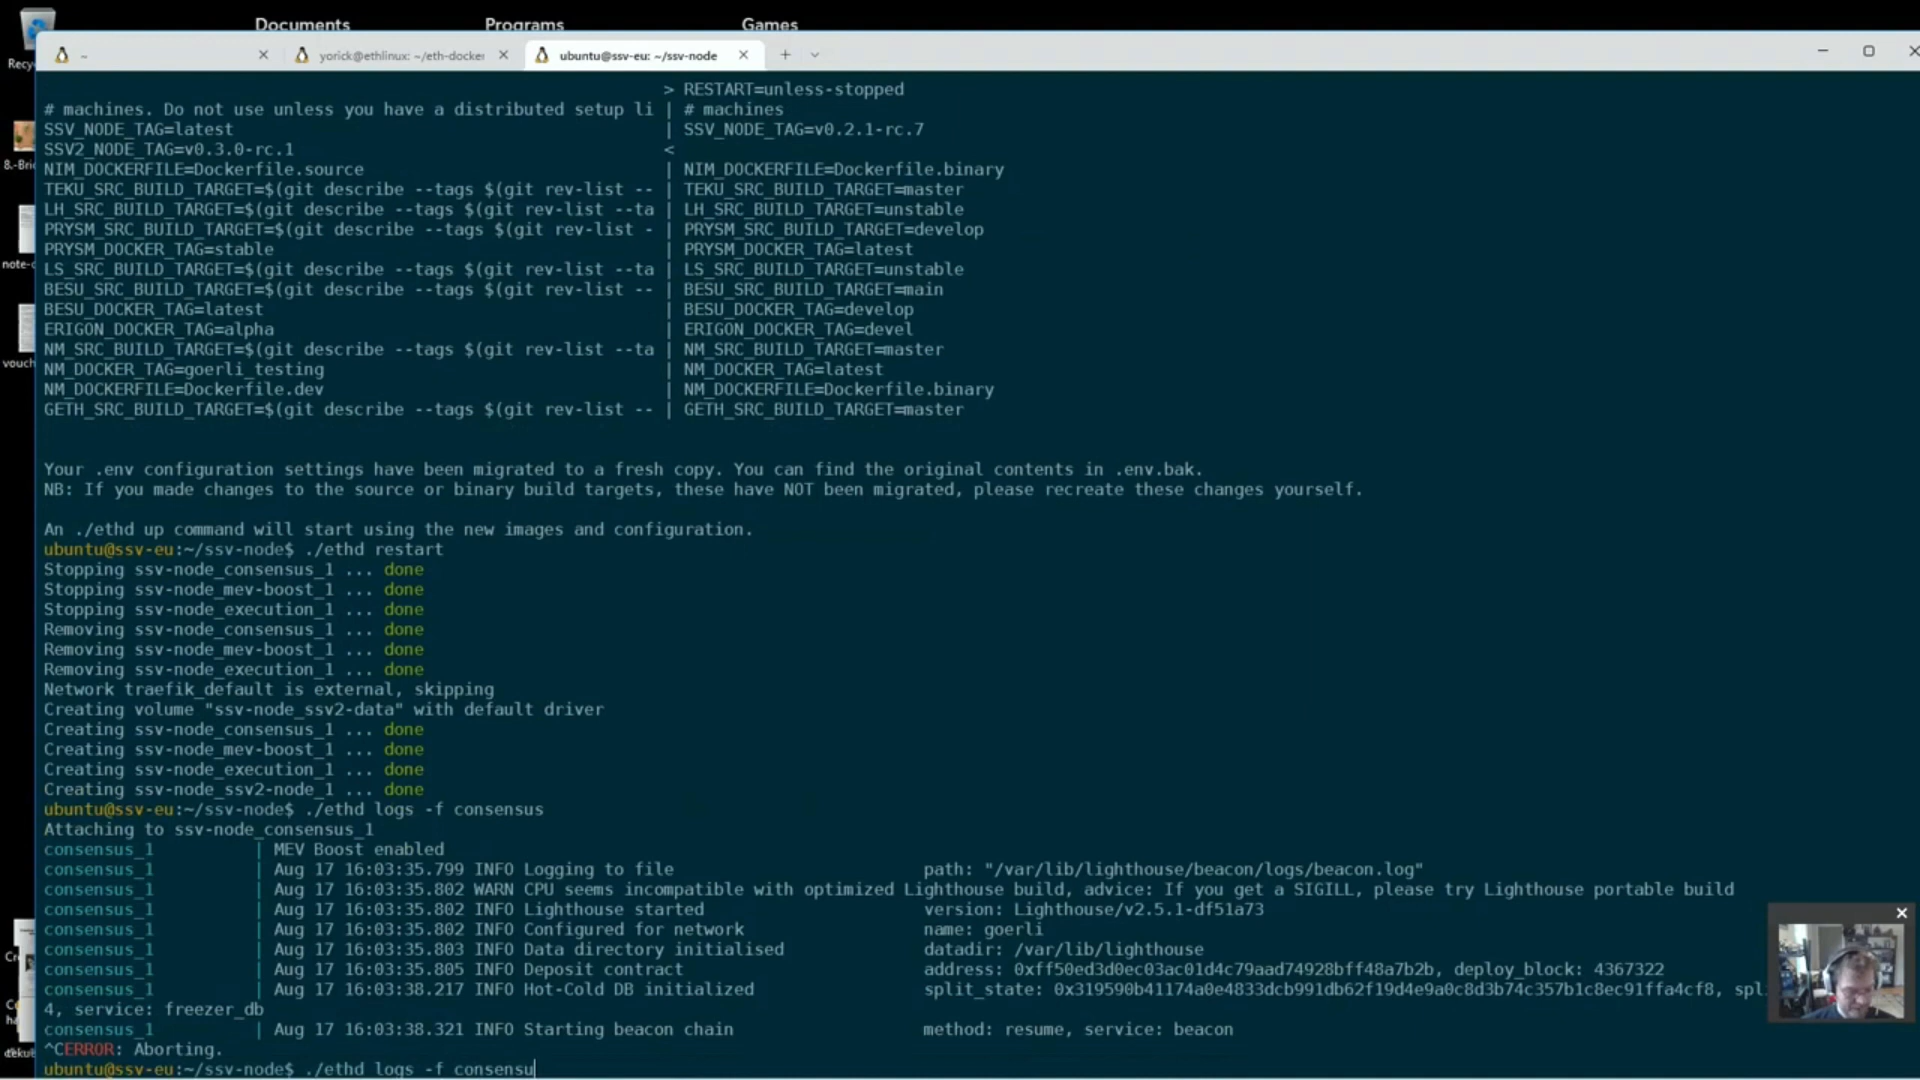 Documents Programs Games
Recy
~ yorick@ethlinux: ~/eth-docker ubuntu@ssv-eu: ~/ssv-node
> RESTART=unless-stopped
# machines. Do not use unless you have a distributed setup li | # machines
SSV_NODE_TAG=latest | SSV_NODE_TAG=v0.2.1-rc.7
SSV2_NODE_TAG=v0.3.0-rc.1 <
NIM_DOCKERFILE=Dockerfile.source | NIM_DOCKERFILE=Dockerfile.binary
TEKU_SRC_BUILD_TARGET=$(git describe --tags $(git rev-list -- | TEKU_SRC_BUILD_TARGET=master
LH_SRC_BUILD_TARGET=$(git describe --tags $(git rev-list --ta | LH_SRC_BUILD_TARGET=unstable
PRYSM_SRC_BUILD_TARGET=$(git describe --tags $(git rev-list - | PRYSM_SRC_BUILD_TARGET=develop
PRYSM_DOCKER_TAG=stable | PRYSM_DOCKER_TAG=latest
LS_SRC_BUILD_TARGET=$(git describe --tags $(git rev-list --ta | LS_SRC_BUILD_TARGET=unstable
BESU_SRC_BUILD_TARGET=$(git describe --tags $(git rev-list -- | BESU_SRC_BUILD_TARGET=main
BESU_DOCKER_TAG=latest | BESU_DOCKER_TAG=develop
ERIGON_DOCKER_TAG=alpha | ERIGON_DOCKER_TAG=devel
NM_SRC_BUILD_TARGET=$(git describe --tags $(git rev-list --ta | NM_SRC_BUILD_TARGET=master
NM_DOCKER_TAG=goerli_testing | NM_DOCKER_TAG=latest
NM_DOCKERFILE=Dockerfile.dev | NM_DOCKERFILE=Dockerfile.binary
GETH_SRC_BUILD_TARGET=$(git describe --tags $(git rev-list -- | GETH_SRC_BUILD_TARGET=master
Your .env configuration settings have been migrated to a fresh copy. You can find the original contents in .env.bak.
NB: If you made changes to the source or binary build targets, these have NOT been migrated, please recreate these changes yourself.
An ./ethd up command will start using the new images and configuration.
ubuntu@ssv-eu:~/ssv-node$ ./ethd restart
Stopping ssv-node_consensus_1 ... done
Stopping ssv-node_mev-boost_1 ... done
Stopping ssv-node_execution_1 ... done
Removing ssv-node_consensus_1 ... done
Removing ssv-node_mev-boost_1 ... done
Removing ssv-node_execution_1 ... done
Network traefik_default is external, skipping
Creating volume "ssv-node_ssv2-data" with default driver
Creating ssv-node_consensus_1 ... done
Creating ssv-node_mev-boost_1 ... done
Creating ssv-node_execution_1 ... done
Creating ssv-node_ssv2-node_1 ... done
ubuntu@ssv-eu:~/ssv-node$ ./ethd logs -f consensus
Attaching to ssv-node_consensus_1
consensus_1 | MEV Boost enabled
consensus_1 | Aug 17 16:03:35.799 INFO Logging to file path: "/var/lib/lighthouse/beacon/logs/beacon.log"
consensus_1 | Aug 17 16:03:35.802 WARN CPU seems incompatible with optimized Lighthouse build, advice: If you get a SIGILL, please try Lighthouse portable build
consensus_1 | Aug 17 16:03:35.802 INFO Lighthouse started version: Lighthouse/v2.5.1-df51a73
consensus_1 | Aug 17 16:03:35.802 INFO Configured for network name: goerli
consensus_1 | Aug 17 16:03:35.803 INFO Data directory initialised datadir: /var/lib/lighthouse
consensus_1 | Aug 17 16:03:35.805 INFO Deposit contract address: 0xff50ed3d0ec03ac01d4c79aad74928bff48a7b2b, deploy_block: 4367322
consensus_1 | Aug 17 16:03:38.217 INFO Hot-Cold DB initialized split_state: 0x319590b41174a0e4833dcb991db62f19d4e9a0c8d3b74c357b1c8ec91ffa4cf8, spl
4, service: freezer_db
consensus_1 | Aug 17 16:03:38.321 INFO Starting beacon chain method: resume, service: beacon
^CERROR: Aborting.
ubuntu@ssv-eu:~/ssv-node$ ./ethd logs -f consensu